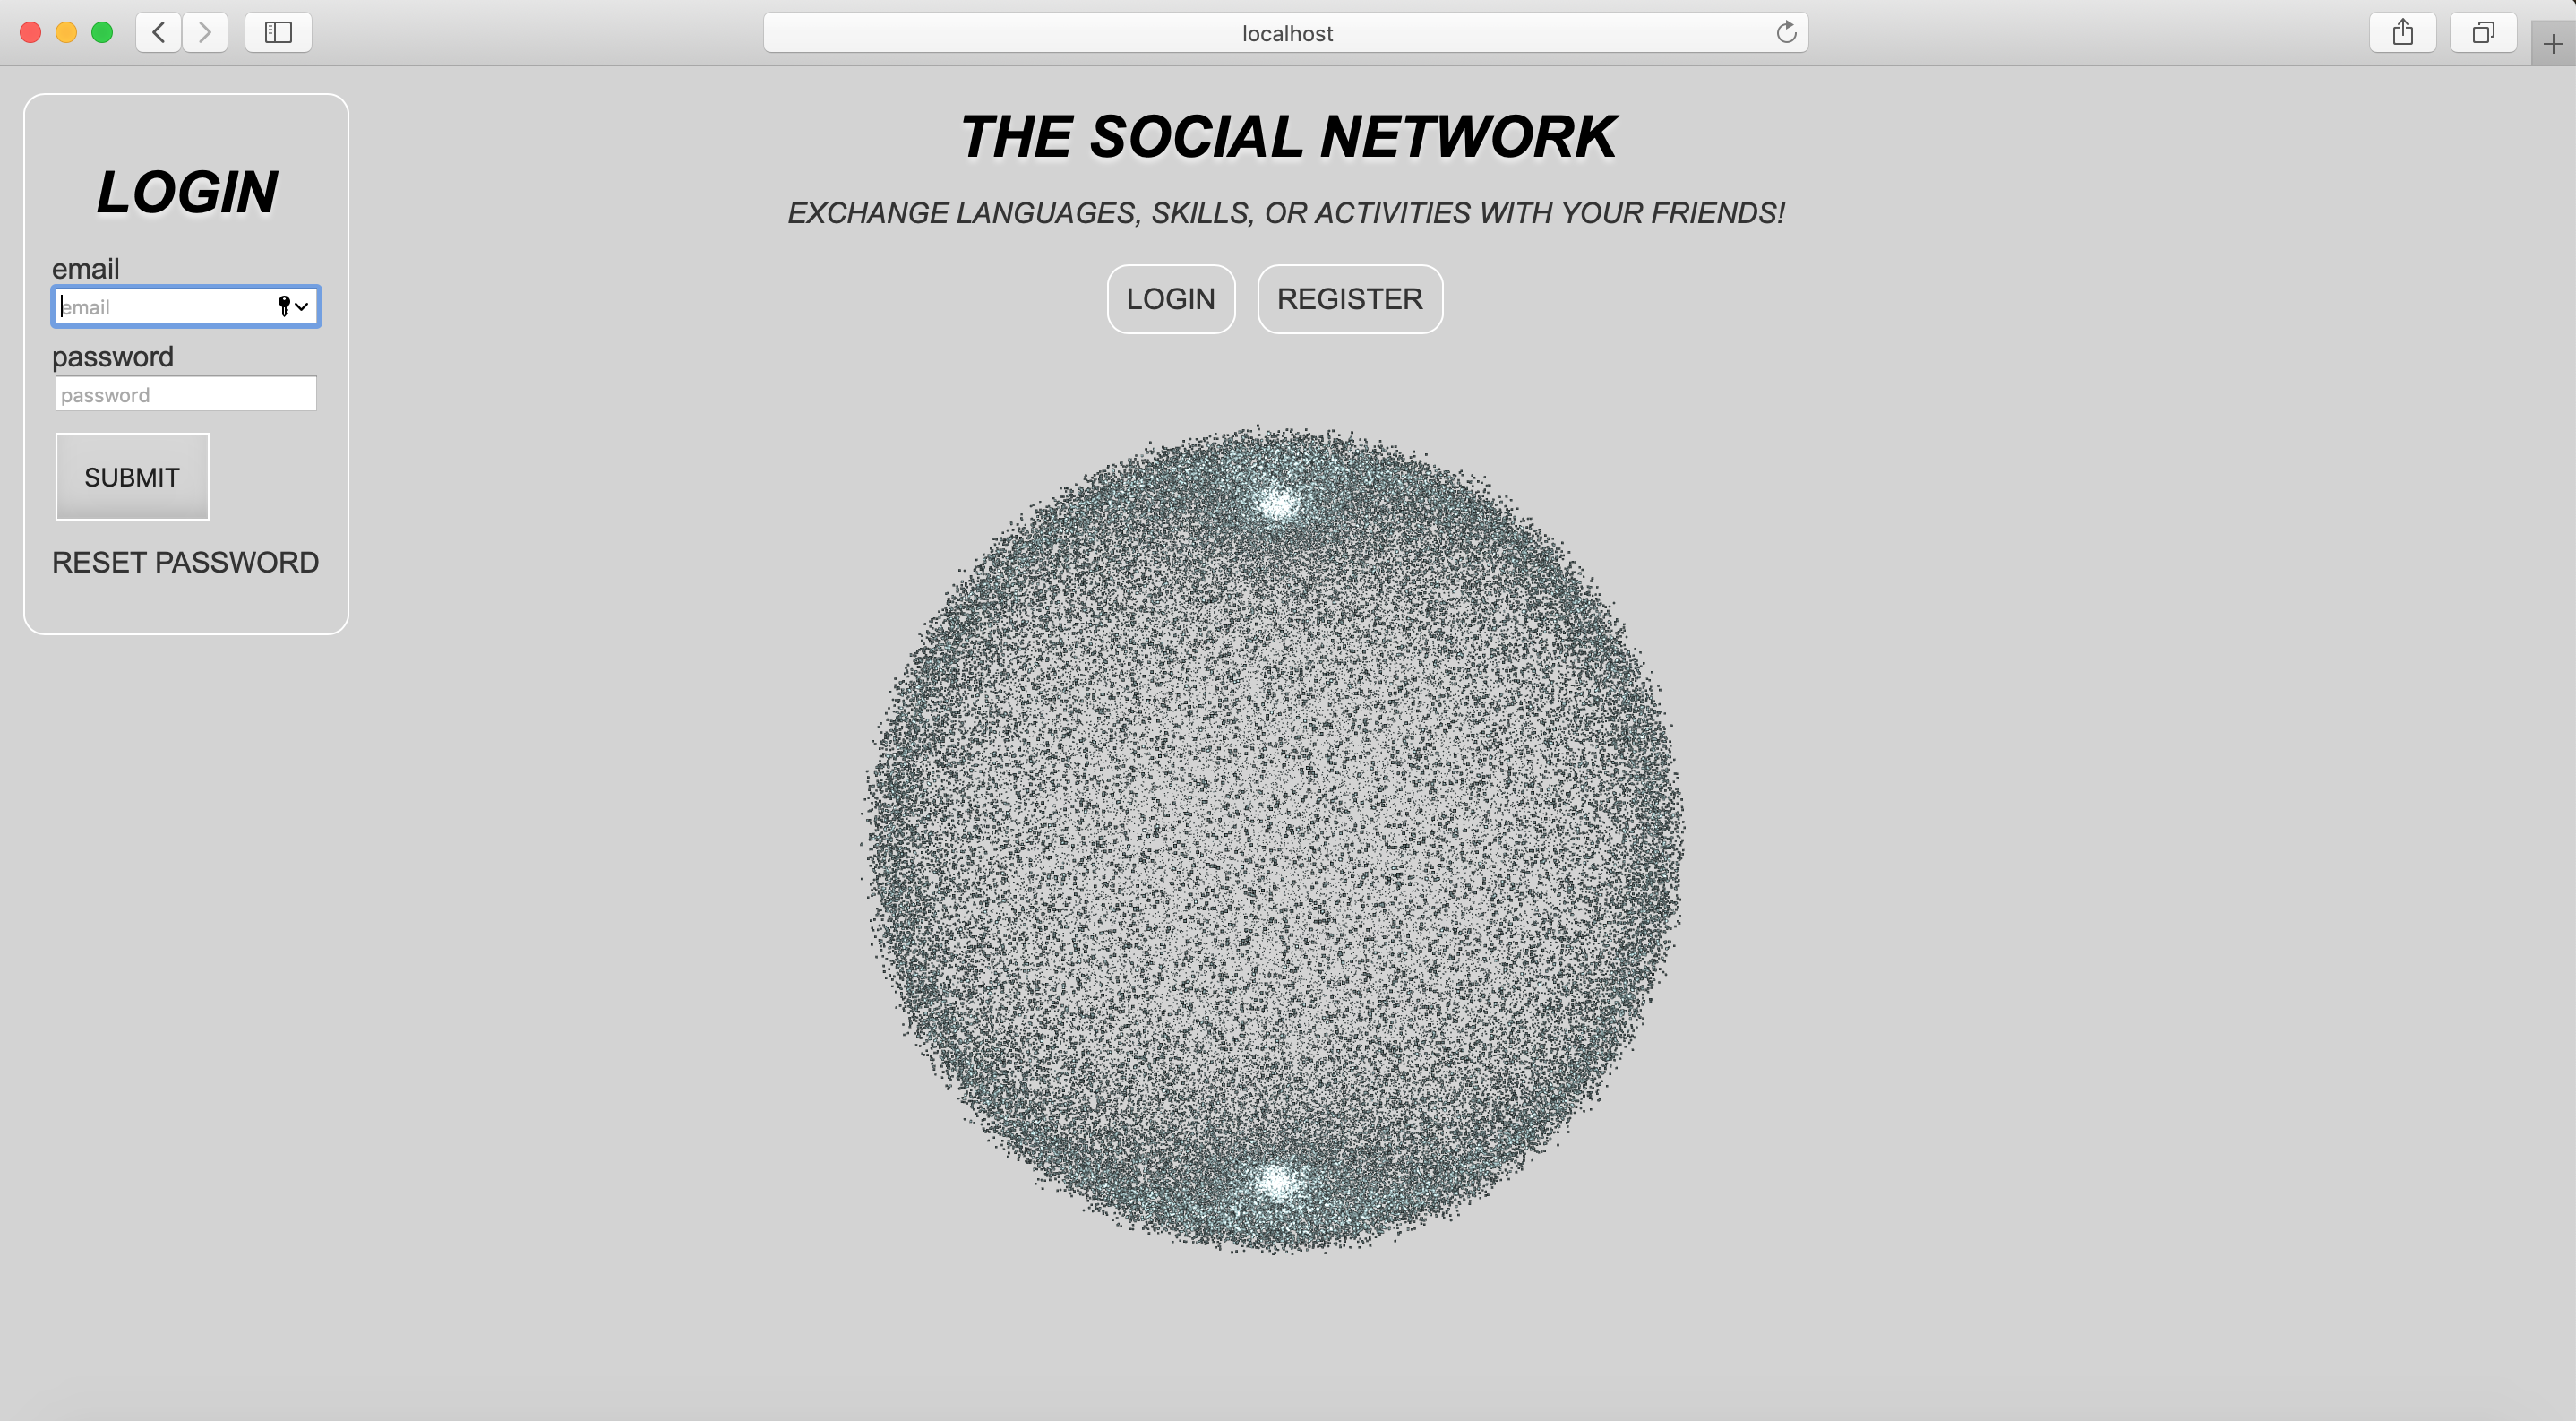 localhost
THE SOCIAL NETWORK
EXCHANGE LANGUAGES, SKILLS, OR ACTIVITIES WITH YOUR FRIENDS!
LOGIN REGISTER
LOGIN
email
email
password
password
SUBMIT
RESET PASSWORD